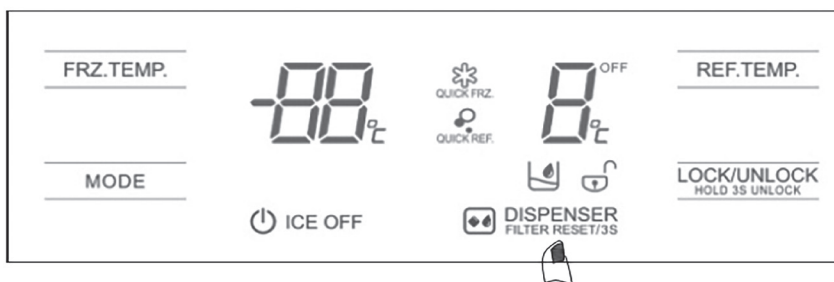 FRZ.TEMP.
-88°C
QUICK FRZ.
QUICK REF.
8°C
OFF
REF.TEMP.
MODE
LOCK/UNLOCK
HOLD 3S UNLOCK
ICE OFF
DISPENSER
FILTER RESET/3S